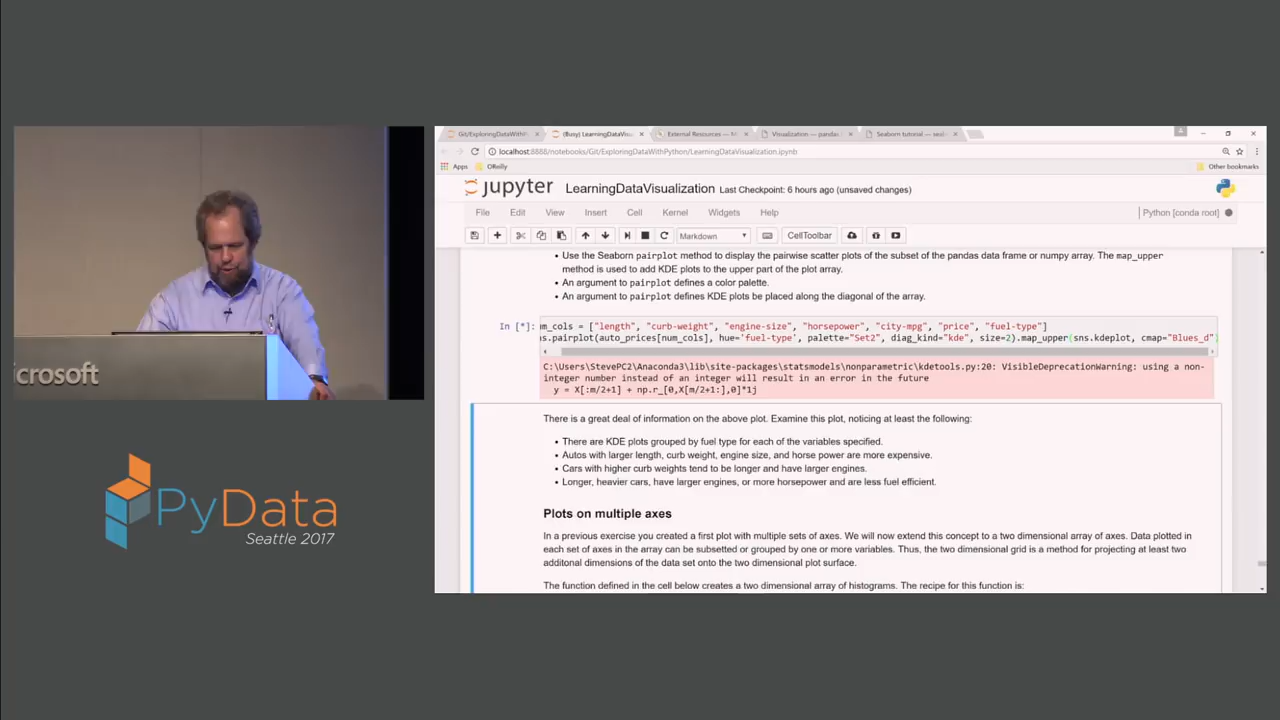 icrosoft
PyData
Seattle 2017
Git/ExploringDataWith
(Busy) LearningDataVisu
External Resources — M
Visualization — pandas
Seaborn tutorial — sea
localhost:8888/notebooks/Git/ExploringDataWithPython/LearningDataVisualization.ipynb
Apps O'Reilly Other bookmarks
jupyter LearningDataVisualization Last Checkpoint: 6 hours ago (unsaved changes)
File Edit View Insert Cell Kernel Widgets Help Python [conda root]
Markdown CellToolbar
• Use the Seaborn pairplot method to display the pairwise scatter plots of the subset of the pandas data frame or numpy array. The map_upper
method is used to add KDE plots to the upper part of the plot array.
• An argument to pairplot defines a color palette.
• An argument to pairplot defines KDE plots be placed along the diagonal of the array.
In [*]: um_cols = ["length", "curb-weight", "engine-size", "horsepower", "city-mpg", "price", "fuel-type"]
s.pairplot(auto_prices[num_cols], hue='fuel-type', palette="Set2", diag_kind="kde", size=2).map_upper(sns.kdeplot, cmap="Blues_d")
C:\Users\StevePC2\Anaconda3\lib\site-packages\statsmodels\nonparametric\kdetools.py:20: VisibleDeprecationWarning: using a non-
integer number instead of an integer will result in an error in the future
y = X[:m/2+1] + np.r_[0,X[m/2+1:],0]*1j
There is a great deal of information on the above plot. Examine this plot, noticing at least the following:
• There are KDE plots grouped by fuel type for each of the variables specified.
• Autos with larger length, curb weight, engine size, and horse power are more expensive.
• Cars with higher curb weights tend to be longer and have larger engines.
• Longer, heavier cars, have larger engines, or more horsepower and are less fuel efficient.
Plots on multiple axes
In a previous exercise you created a first plot with multiple sets of axes. We will now extend this concept to a two dimensional array of axes. Data plotted in
each set of axes in the array can be subsetted or grouped by one or more variables. Thus, the two dimensional grid is a method for projecting at least two
additonal dimensions of the data set onto the two dimensional plot surface.
The function defined in the cell below creates a two dimensional array of histograms. The recipe for this function is: